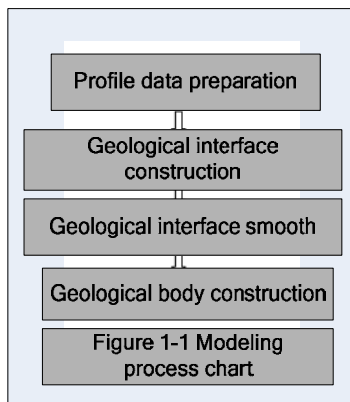 Profile data preparation
Geological interface
construction
Geological interface smooth
Geological body construction
Figure 1-1 Modeling
process chart